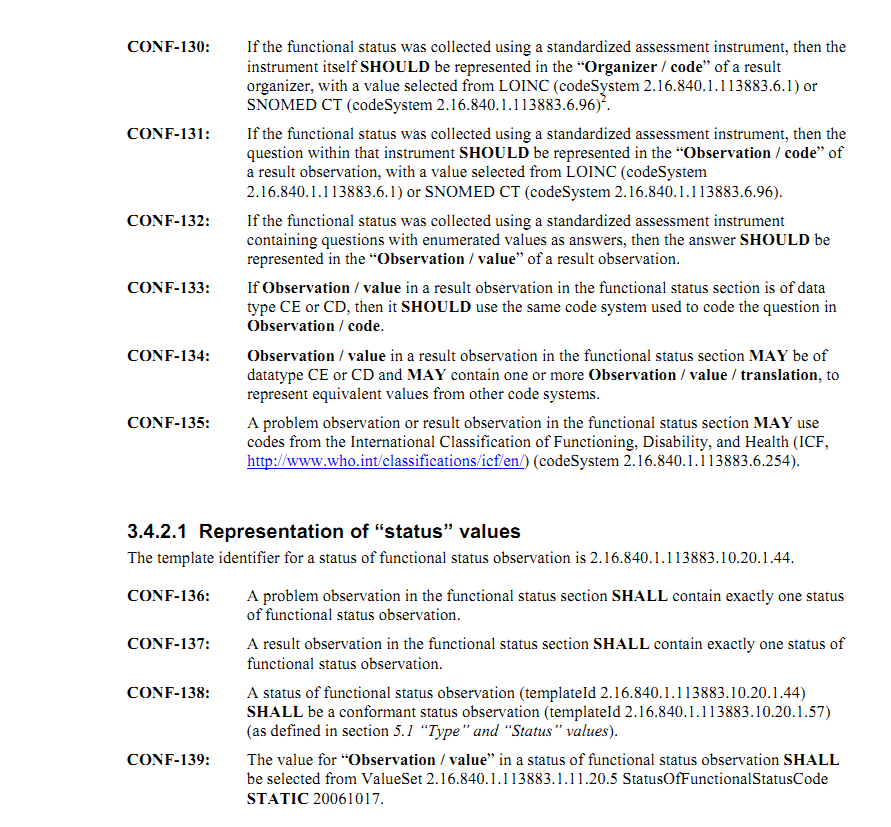 CONF-130: If the functional status was collected using a standardized assessment instrument, then the
instrument itself SHOULD be represented in the “Organizer / code” of a result
organizer, with a value selected from LOINC (codeSystem 2.16.840.1.113883.6.1) or
SNOMED CT (codeSystem 2.16.840.1.113883.6.96)².
CONF-131: If the functional status was collected using a standardized assessment instrument, then the
question within that instrument SHOULD be represented in the “Observation / code” of
a result observation, with a value selected from LOINC (codeSystem
2.16.840.1.113883.6.1) or SNOMED CT (codeSystem 2.16.840.1.113883.6.96).
CONF-132: If the functional status was collected using a standardized assessment instrument
containing questions with enumerated values as answers, then the answer SHOULD be
represented in the “Observation / value” of a result observation.
CONF-133: If Observation / value in a result observation in the functional status section is of data
type CE or CD, then it SHOULD use the same code system used to code the question in
Observation / code.
CONF-134: Observation / value in a result observation in the functional status section MAY be of
datatype CE or CD and MAY contain one or more Observation / value / translation, to
represent equivalent values from other code systems.
CONF-135: A problem observation or result observation in the functional status section MAY use
codes from the International Classification of Functioning, Disability, and Health (ICF,
http://www.who.int/classifications/icf/en/) (codeSystem 2.16.840.1.113883.6.254).
3.4.2.1 Representation of “status” values
The template identifier for a status of functional status observation is 2.16.840.1.113883.10.20.1.44.
CONF-136: A problem observation in the functional status section SHALL contain exactly one status
of functional status observation.
CONF-137: A result observation in the functional status section SHALL contain exactly one status of
functional status observation.
CONF-138: A status of functional status observation (templateId 2.16.840.1.113883.10.20.1.44)
SHALL be a conformant status observation (templateId 2.16.840.1.113883.10.20.1.57)
(as defined in section 5.1 “Type” and “Status” values).
CONF-139: The value for “Observation / value” in a status of functional status observation SHALL
be selected from ValueSet 2.16.840.1.113883.1.11.20.5 StatusOfFunctionalStatusCode
STATIC 20061017.